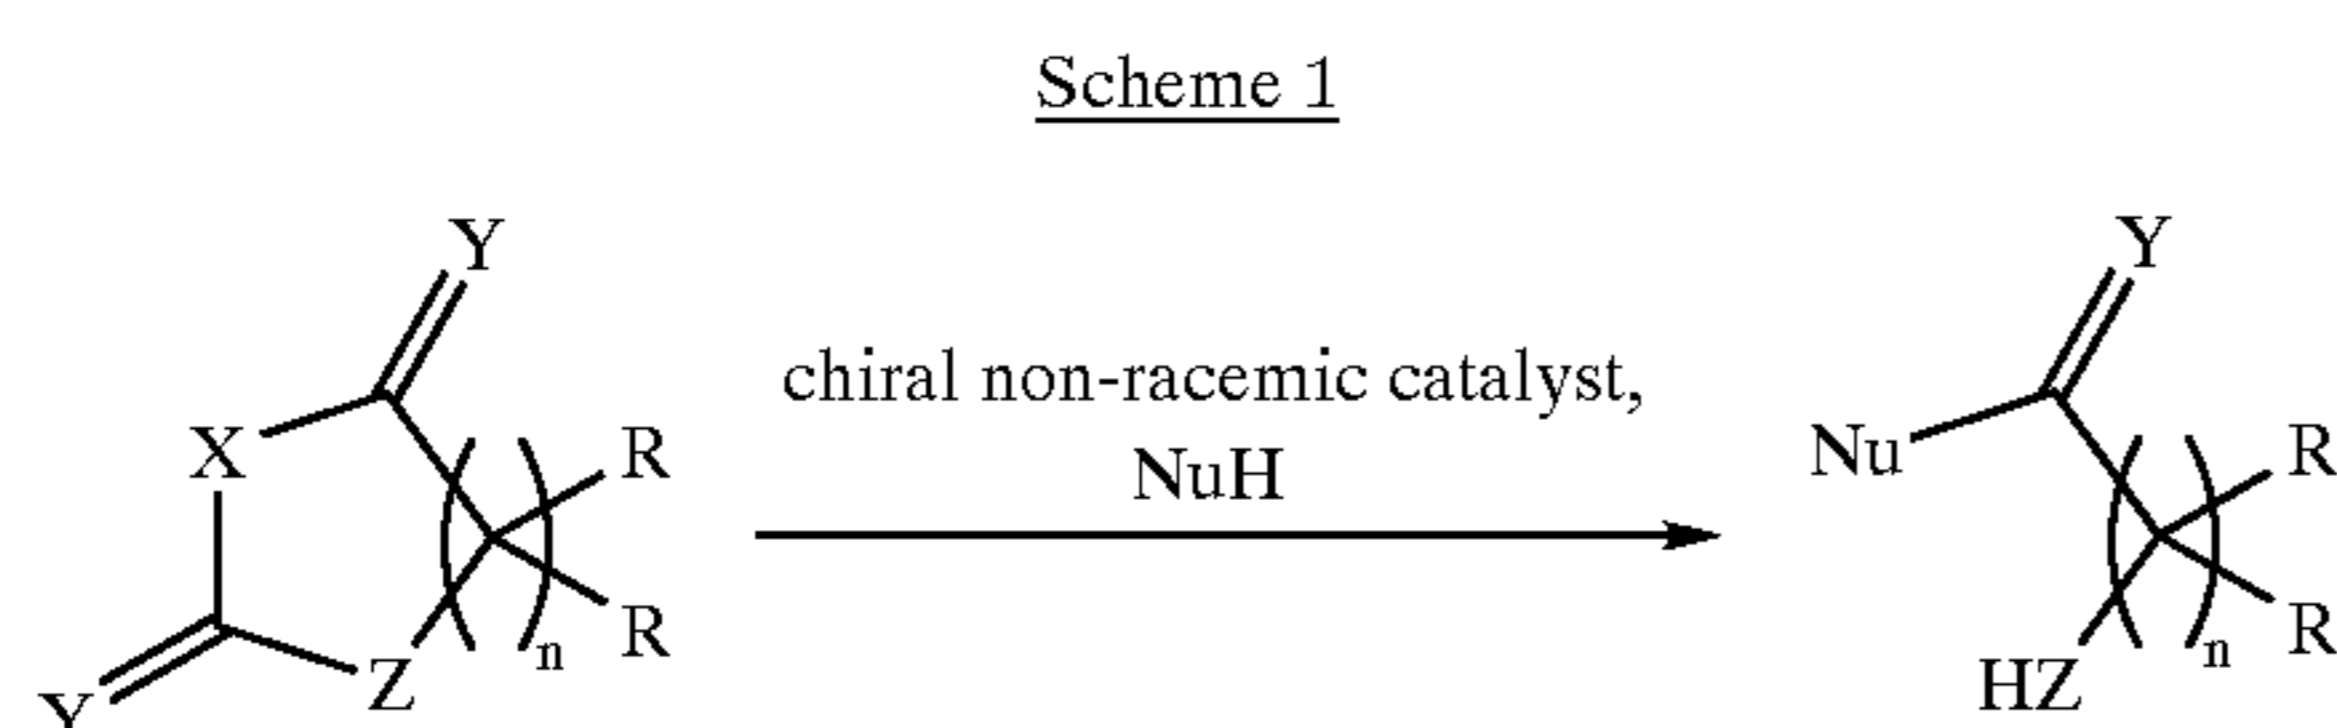 Scheme 1
Y
X
R
R
n
Z
Y
chiral non-racemic catalyst,
NuH
Y
Nu
R
R
n
HZ